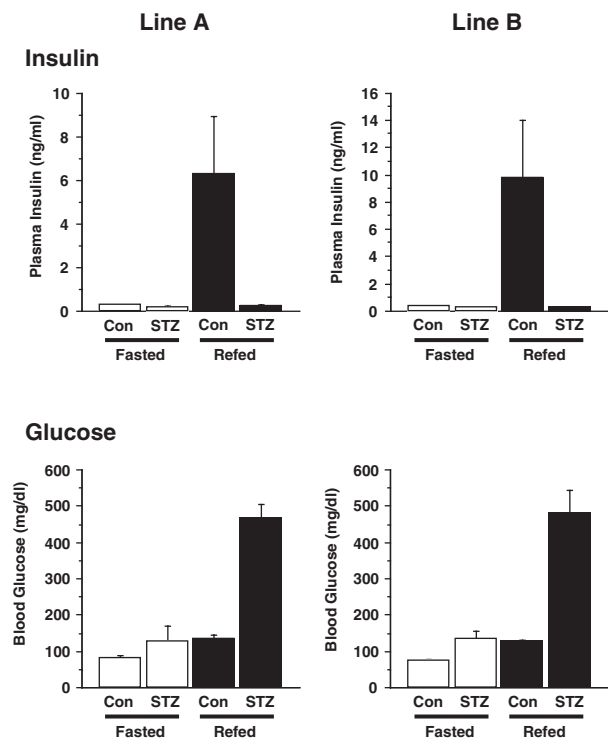 Line A Line B
Insulin
Plasma Insulin (ng/ml)
10
8
6
4
2
0
Con STZ Con STZ
Fasted Refed
Plasma Insulin (ng/ml)
16
14
12
10
8
6
4
2
0
Con STZ Con STZ
Fasted Refed
Glucose
Blood Glucose (mg/dl)
600
500
400
300
200
100
0
Con STZ Con STZ
Fasted Refed
Blood Glucose (mg/dl)
600
500
400
300
200
100
0
Con STZ Con STZ
Fasted Refed